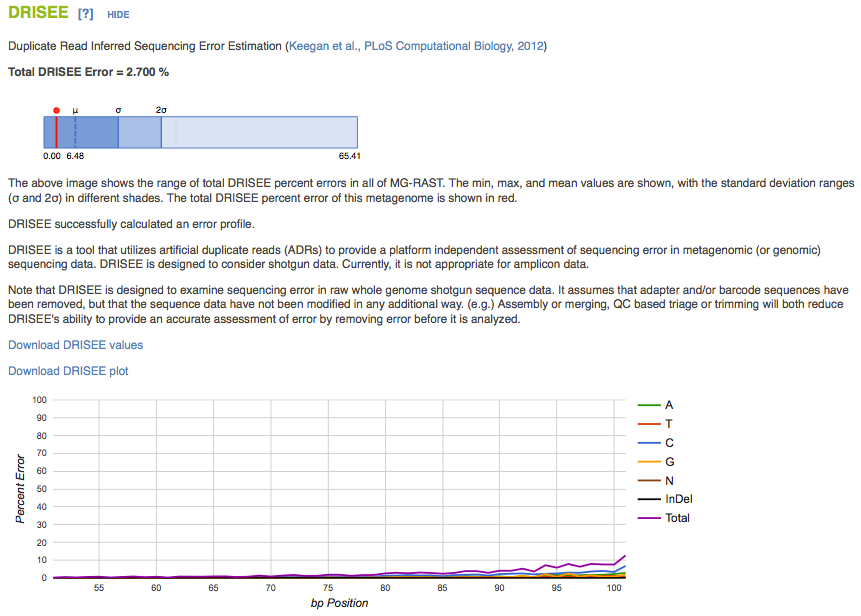 DRISEE [?] HIDE
Duplicate Read Inferred Sequencing Error Estimation (Keegan et al., PLoS Computational Biology, 2012)
Total DRISEE Error = 2.700 %
μ σ 2σ
0.00 6.48 65.41
The above image shows the range of total DRISEE percent errors in all of MG-RAST. The min, max, and mean values are shown, with the standard deviation ranges
(σ and 2σ) in different shades. The total DRISEE percent error of this metagenome is shown in red.
DRISEE successfully calculated an error profile.
DRISEE is a tool that utilizes artificial duplicate reads (ADRs) to provide a platform independent assessment of sequencing error in metagenomic (or genomic)
sequencing data. DRISEE is designed to consider shotgun data. Currently, it is not appropriate for amplicon data.
Note that DRISEE is designed to examine sequencing error in raw whole genome shotgun sequence data. It assumes that adapter and/or barcode sequences have
been removed, but that the sequence data have not been modified in any additional way. (e.g.) Assembly or merging, QC based triage or trimming will both reduce
DRISEE's ability to provide an accurate assessment of error by removing error before it is analyzed.
Download DRISEE values
Download DRISEE plot
Percent Error
100
90
80
70
60
50
40
30
20
10
0
55 60 65 70 75 80 85 90 95 100
bp Position
A
T
C
G
N
InDel
Total